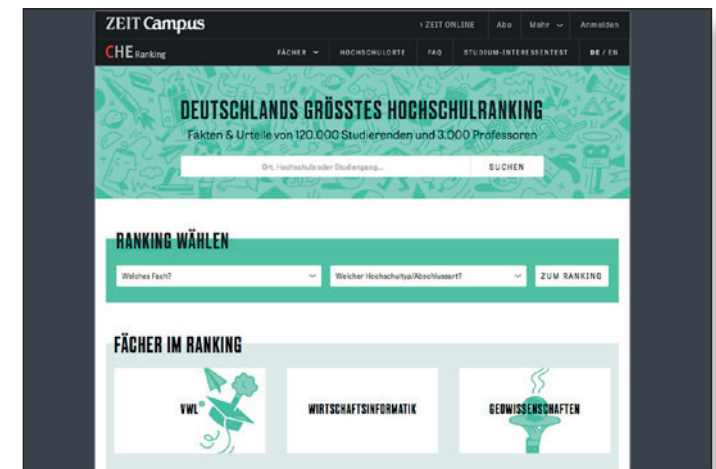 ZEIT Campus
> ZEIT ONLINE Abo Mehr Anmelden
CHE Ranking
FÄCHER HOCHSCHULORTE FAQ STUDIUM-INTERESSENTEST DE / EN
DEUTSCHLANDS GRÖSSTES HOCHSCHULRANKING
Fakten & Urteile von 120.000 Studierenden und 3.000 Professoren
Ort, Hochschule oder Studiengang...
SUCHEN
RANKING WÄHLEN
Welches Fach?
Welcher Hochschultyp/Abschlussart?
ZUM RANKING
FÄCHER IM RANKING
VWL
WIRTSCHAFTSINFORMATIK
GEOWISSENSCHAFTEN